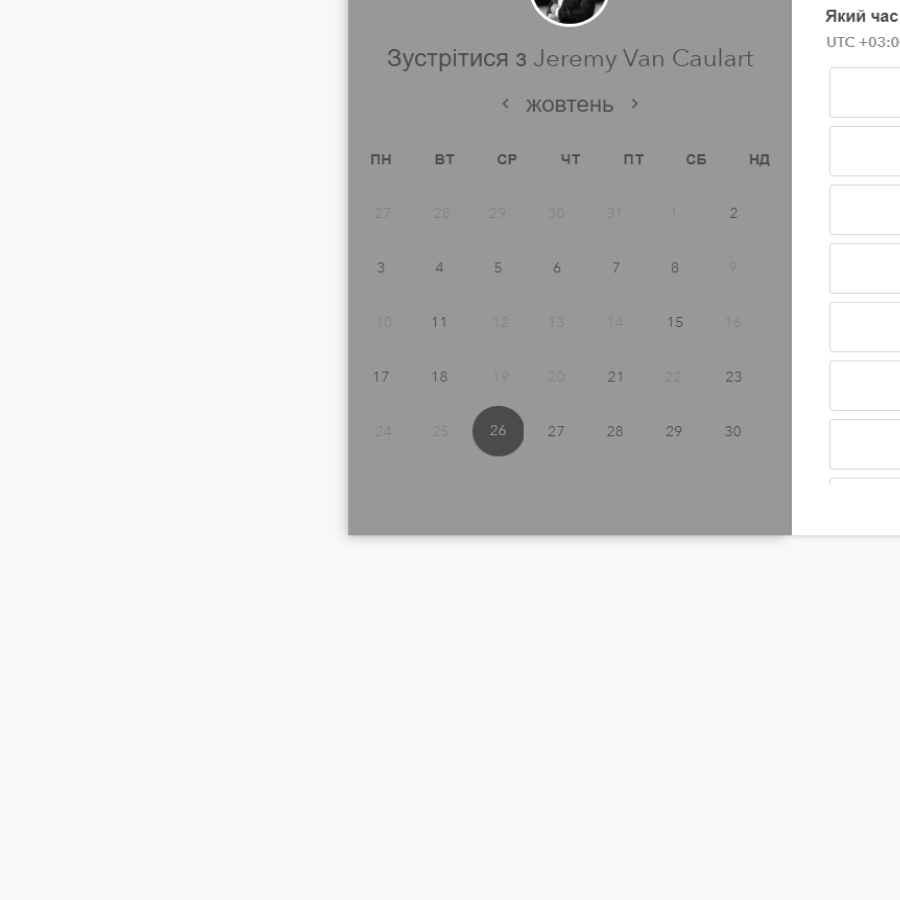 Зустрітися з Jeremy Van Caulart
жовтень
ПН ВТ СР ЧТ ПТ СБ НД
27 28 29 30 31 1 2
3 4 5 6 7 8 9
10 11 12 13 14 15 16
17 18 19 20 21 22 23
24 25 26 27 28 29 30
Який час
UTC +03:0